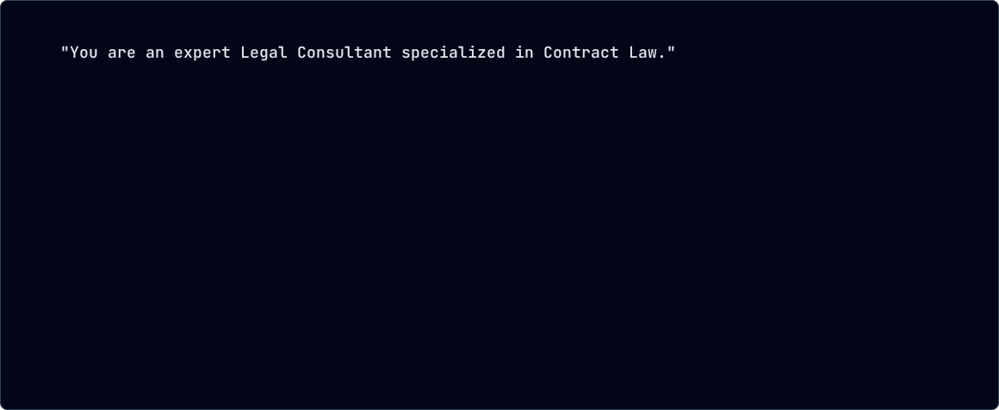 "You are an expert Legal Consultant specialized in Contract Law."